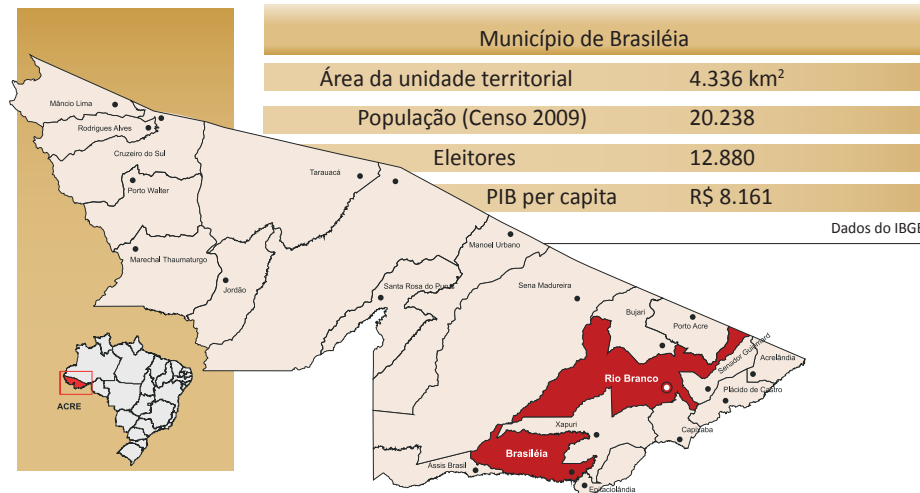 Município de Brasiléia
Área da unidade territorial 4.336 km²
População (Censo 2009) 20.238
Eleitores 12.880
PIB per capita R$ 8.161
Dados do IBGE
Mâncio Lima
Rodrigues Alves
Cruzeiro do Sul
Porto Walter
Tarauacá
Marechal Thaumaturgo
Jordão
Manoel Urbano
Santa Rosa do Purus
Sena Madureira
Bujari
Porto Acre
Senador Guiomard
Acrelândia
Rio Branco
Plácido de Castro
Xapuri
Capixaba
Brasiléia
Assis Brasil
Epitaciolândia
ACRE